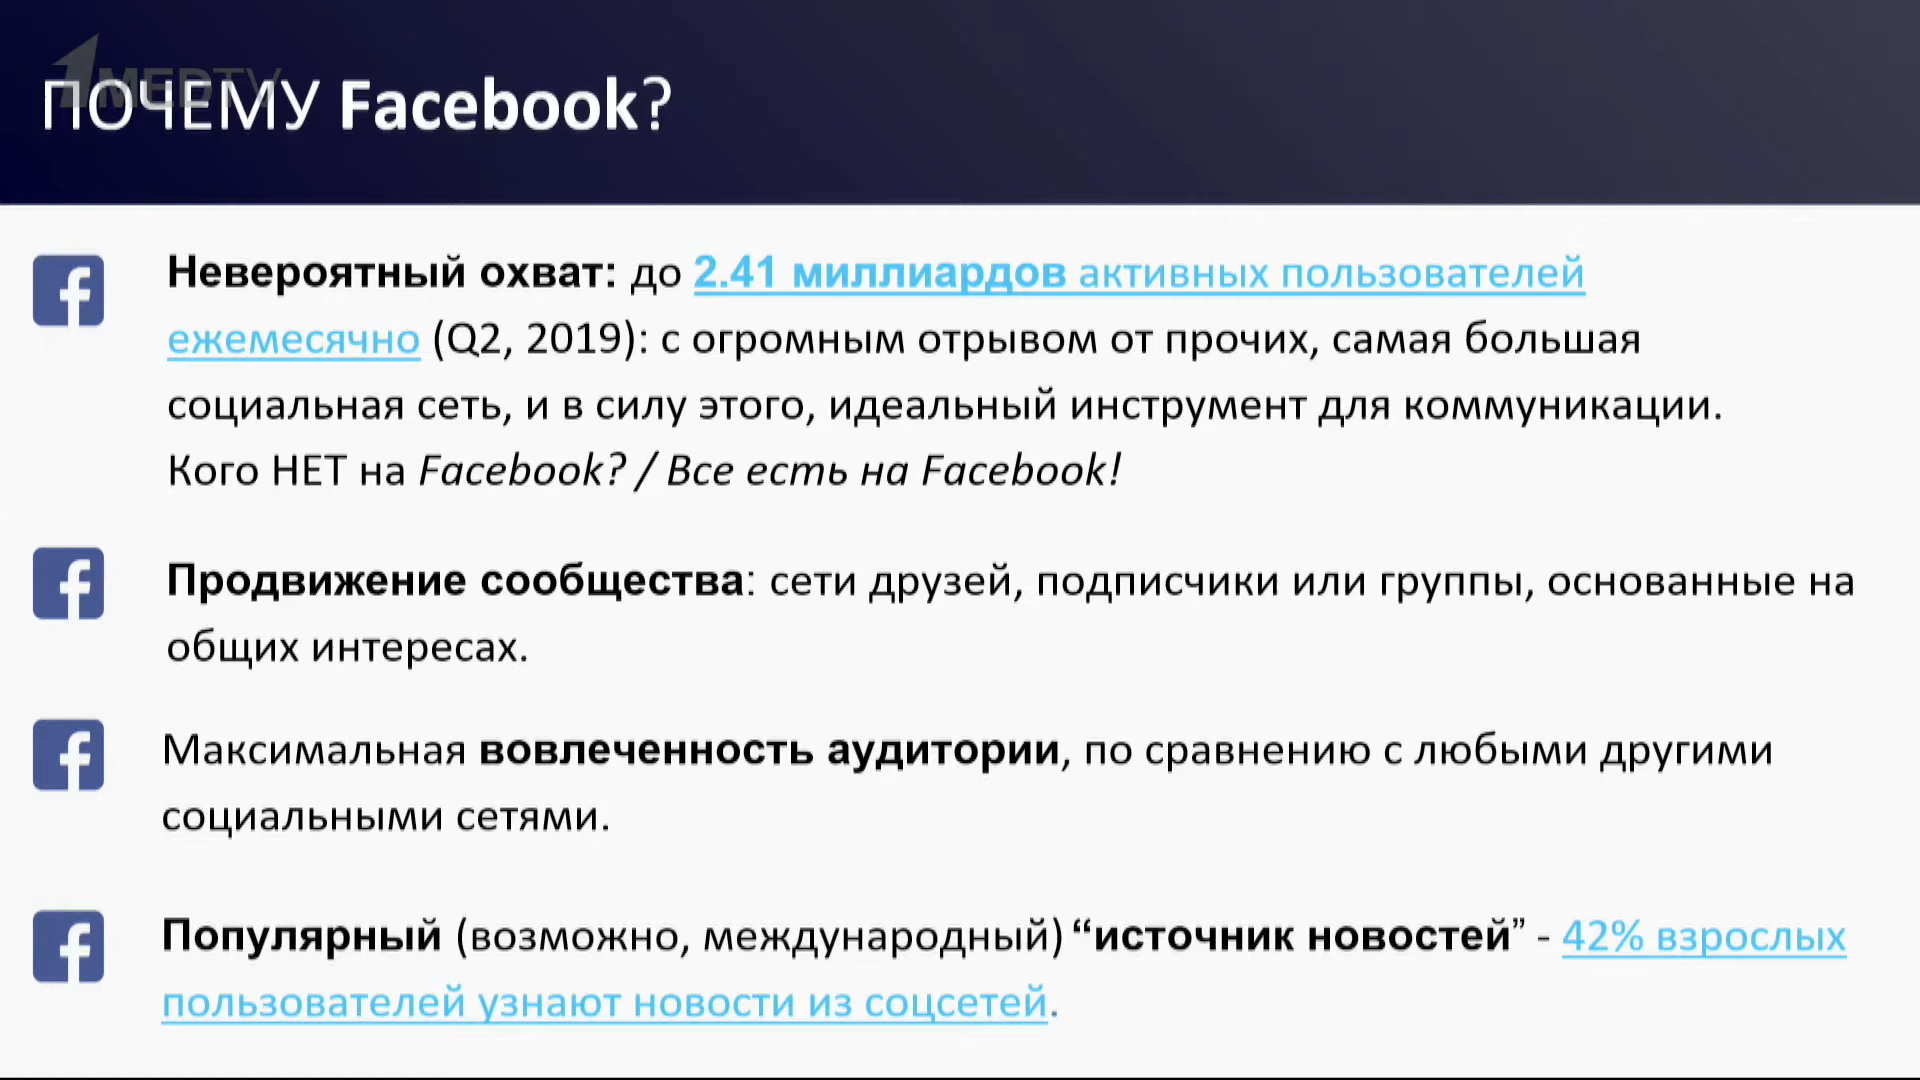 1MEDTV
ПОЧЕМУ Facebook?
Невероятный охват: до 2.41 миллиардов активных пользователей
ежемесячно (Q2, 2019): с огромным отрывом от прочих, самая большая
социальная сеть, и в силу этого, идеальный инструмент для коммуникации.
Кого НЕТ на Facebook? / Все есть на Facebook!
Продвижение сообщества: сети друзей, подписчики или группы, основанные на
общих интересах.
Максимальная вовлеченность аудитории, по сравнению с любыми другими
социальными сетями.
Популярный (возможно, международный) “источник новостей” - 42% взрослых
пользователей узнают новости из соцсетей.